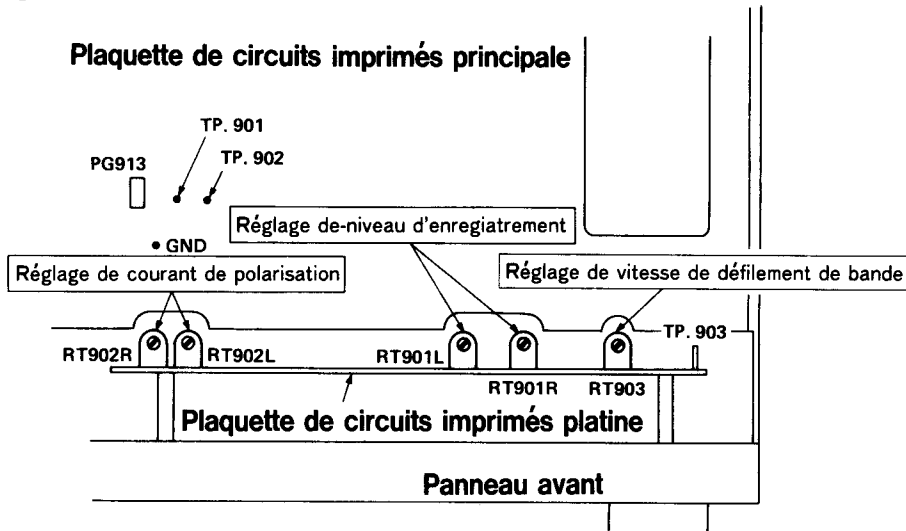 Plaquette de circuits imprimés principale
TP. 901
TP. 902
PG913
Réglage de-niveau d'enregiatrement
GND
Réglage de courant de polarisation
Réglage de vitesse de défilement de bande
TP. 903
RT902R
RT902L
RT901L
RT901R
RT903
Plaquette de circuits imprimés platine
Panneau avant